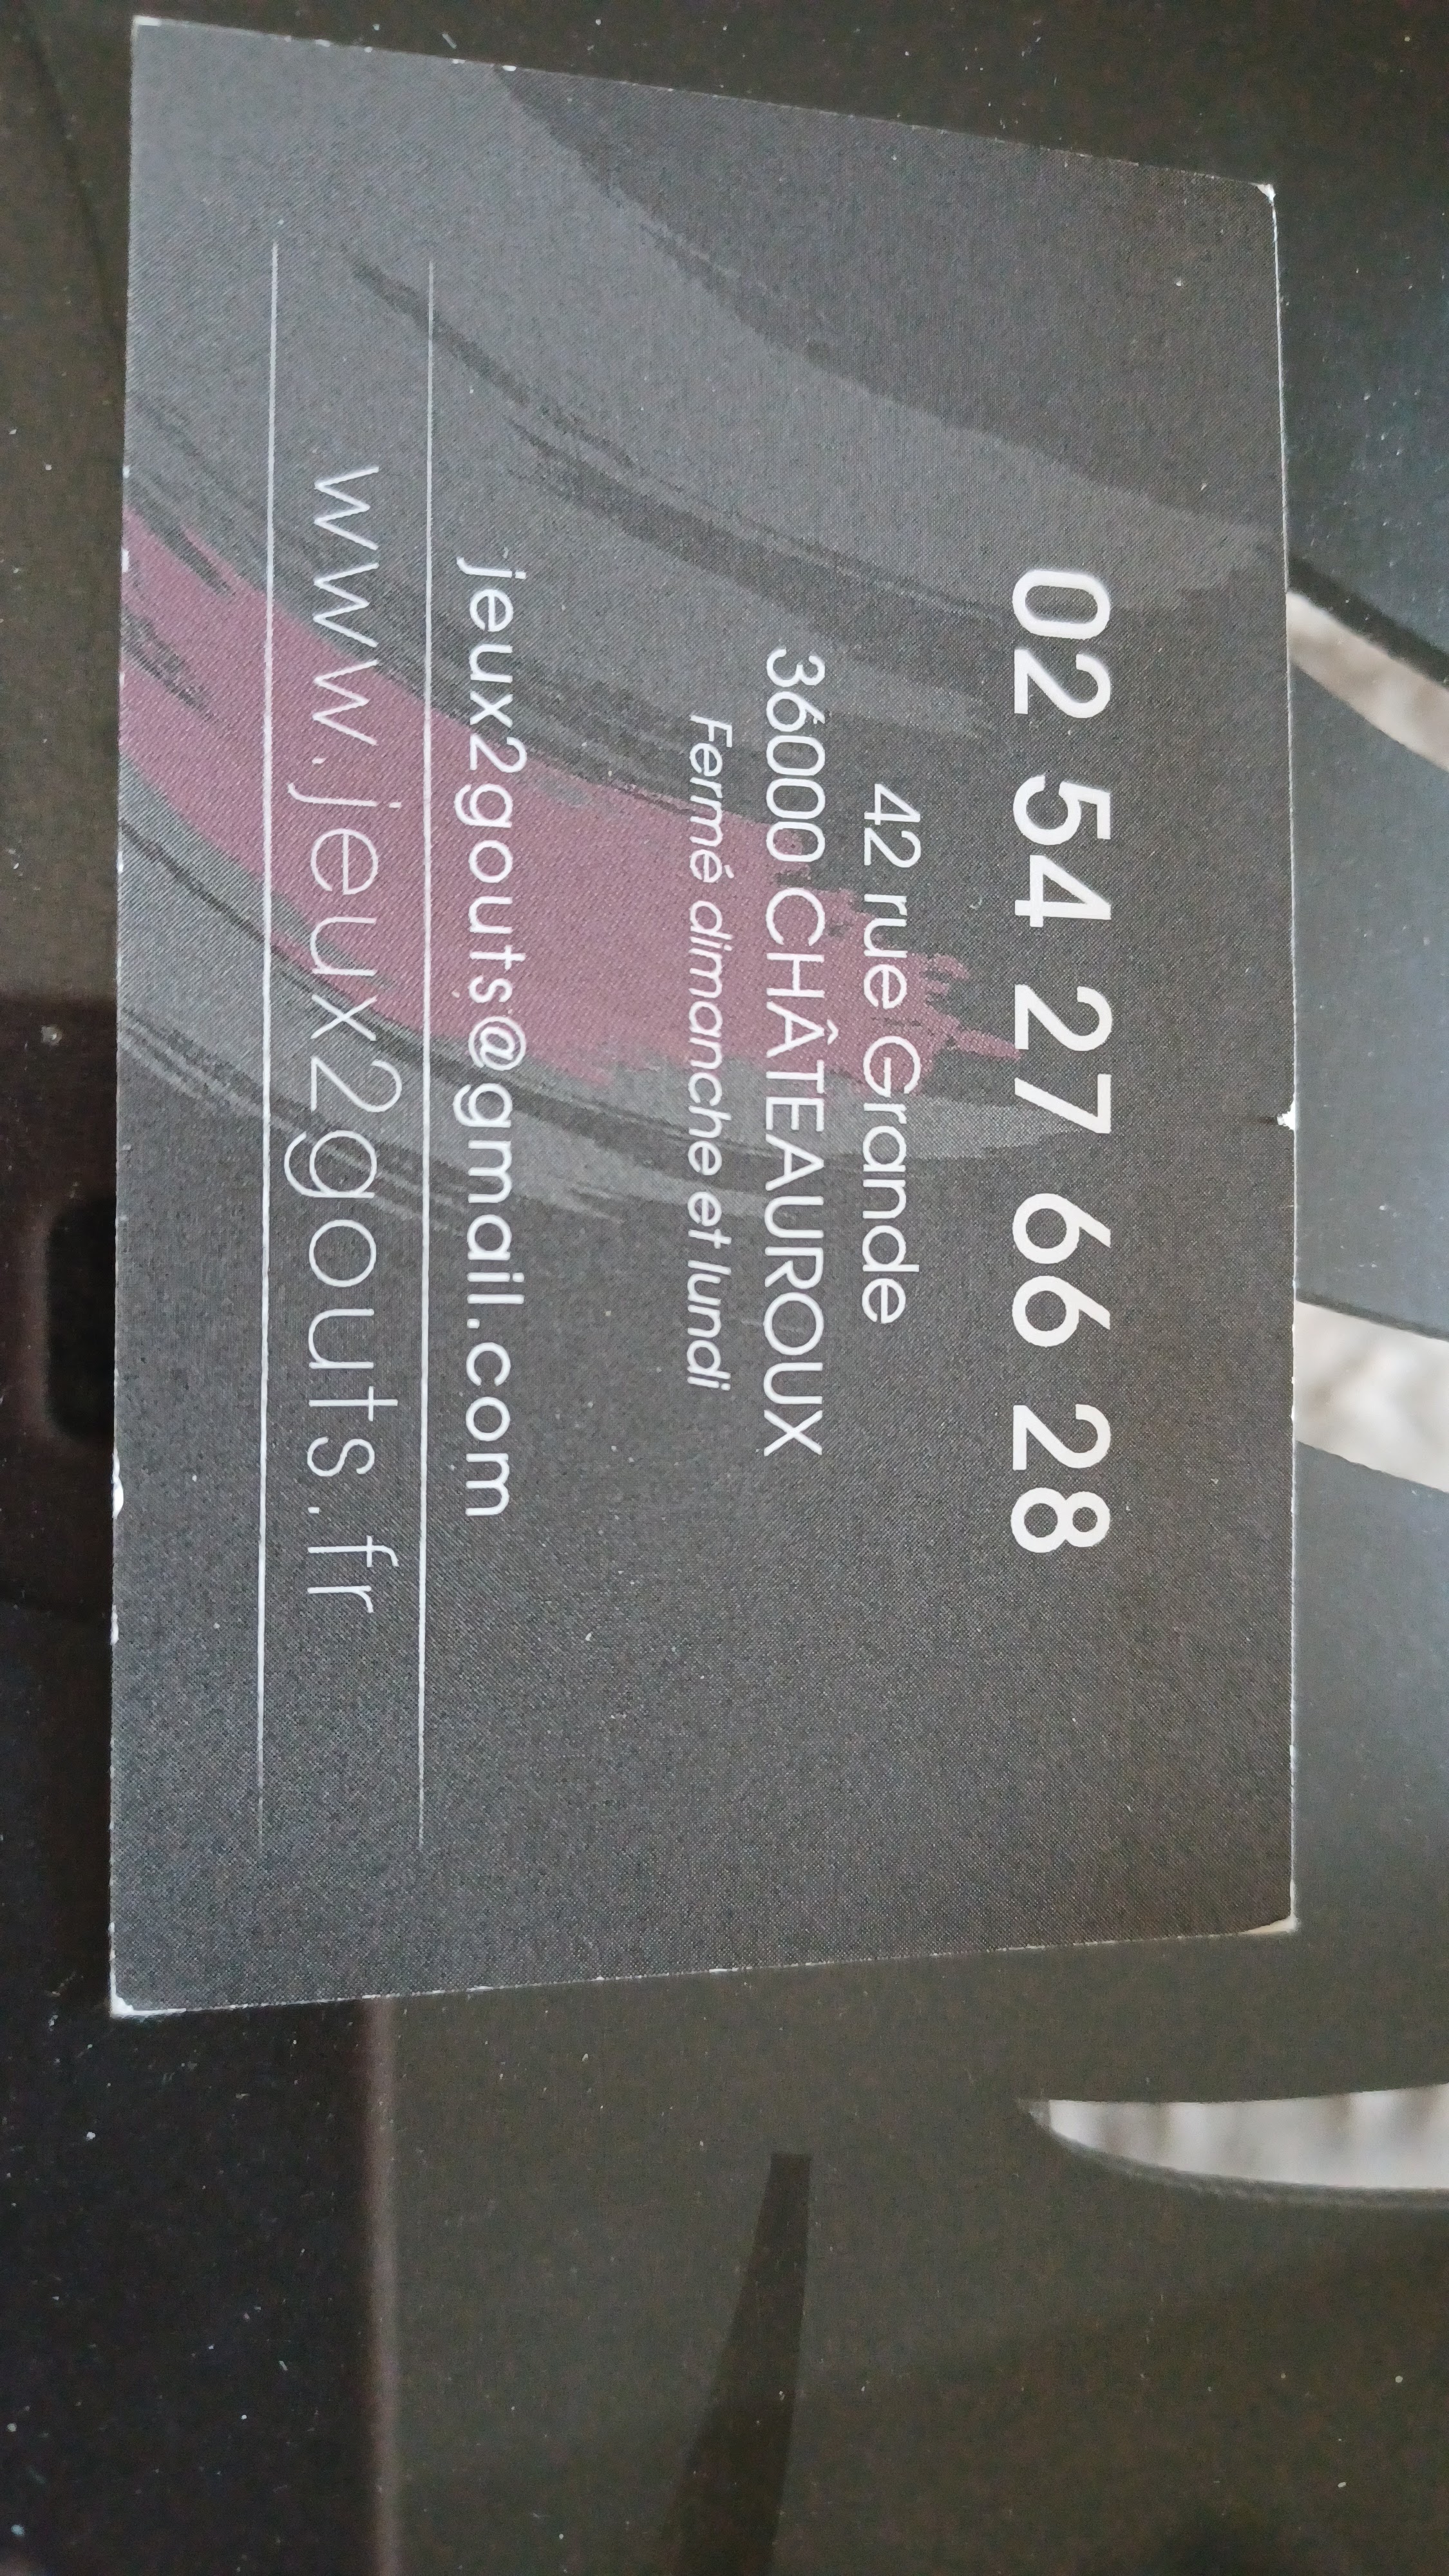 02 54 27 66 28
42 rue Grande
36000 CHÂTEAUROUX
Fermé dimanche et lundi
jeux2gouts@gmail.com
www.jeux2gouts.fr